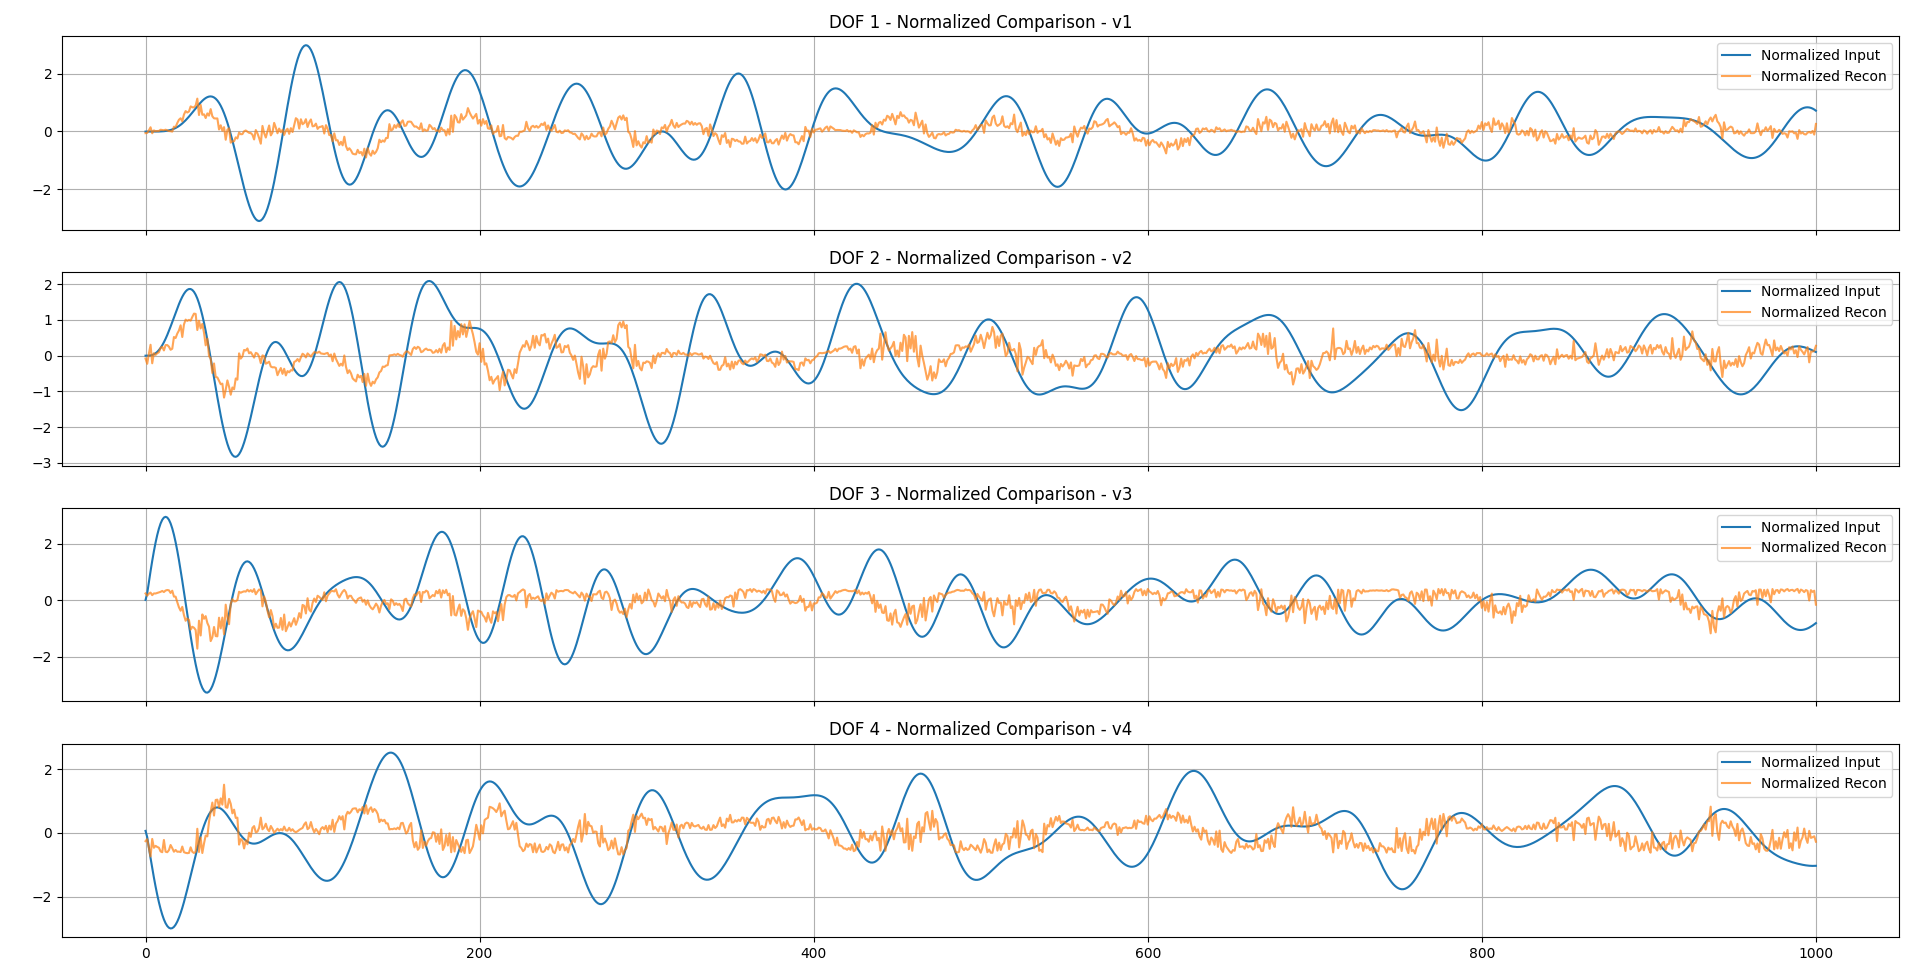 DOF 1 - Normalized Comparison - v1
Normalized Input
Normalized Recon
2
0
−2
DOF 2 - Normalized Comparison - v2
Normalized Input
Normalized Recon
2
1
0
−1
−2
−3
DOF 3 - Normalized Comparison - v3
Normalized Input
Normalized Recon
2
0
−2
DOF 4 - Normalized Comparison - v4
Normalized Input
Normalized Recon
2
0
−2
0 200 400 600 800 1000